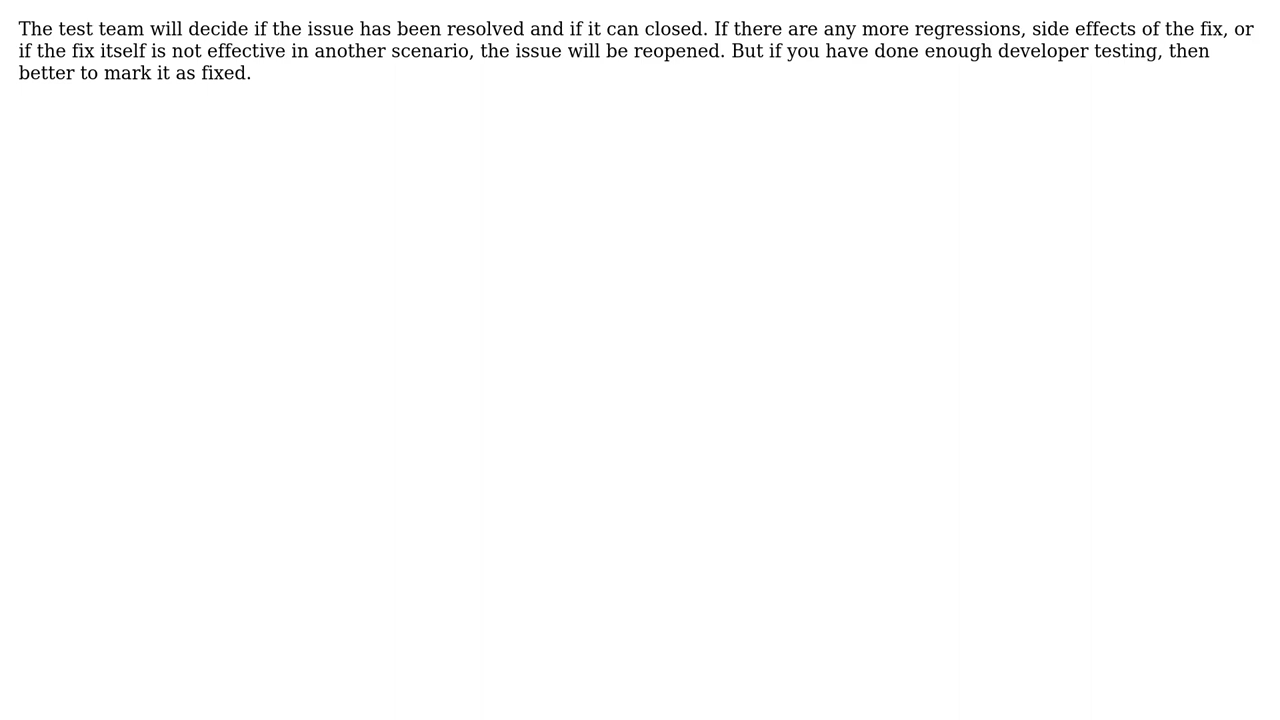 The test team will decide if the issue has been resolved and if it can closed. If there are any more regressions, side effects of the fix, or
if the fix itself is not effective in another scenario, the issue will be reopened. But if you have done enough developer testing, then
better to mark it as fixed.